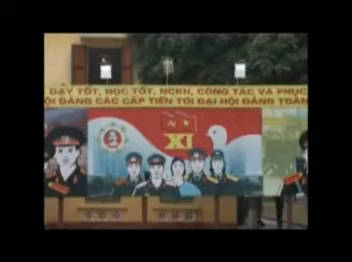 DẠY TỐT, HỌC TỐT, NCKH, CÔNG TÁC VÀ PHỤC
HỘI ĐẢNG CÁC CẤP TIẾN TỚI ĐẠI HỘI ĐẢNG TOÀN
XI